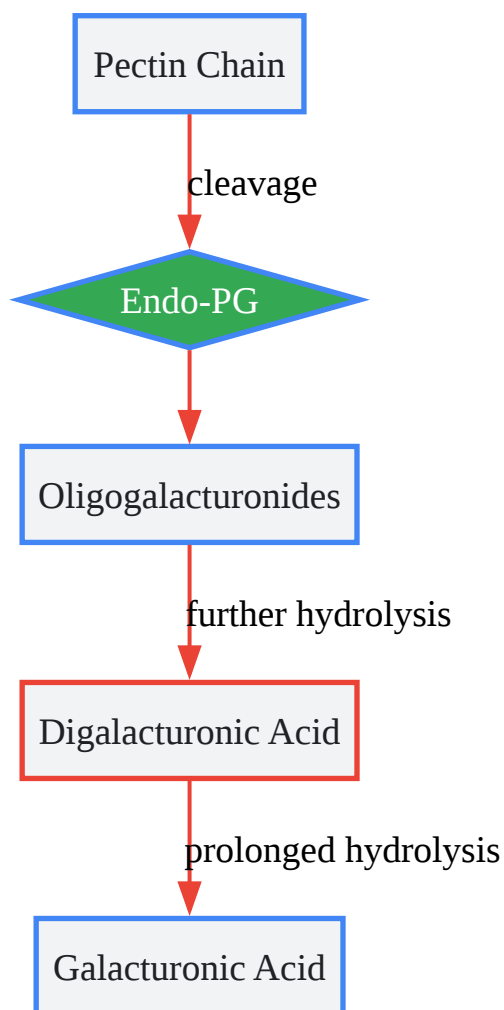 Pectin Chain
cleavage
Endo-PG
Oligogalacturonides
further hydrolysis
Digalacturonic Acid
prolonged hydrolysis
Galacturonic Acid